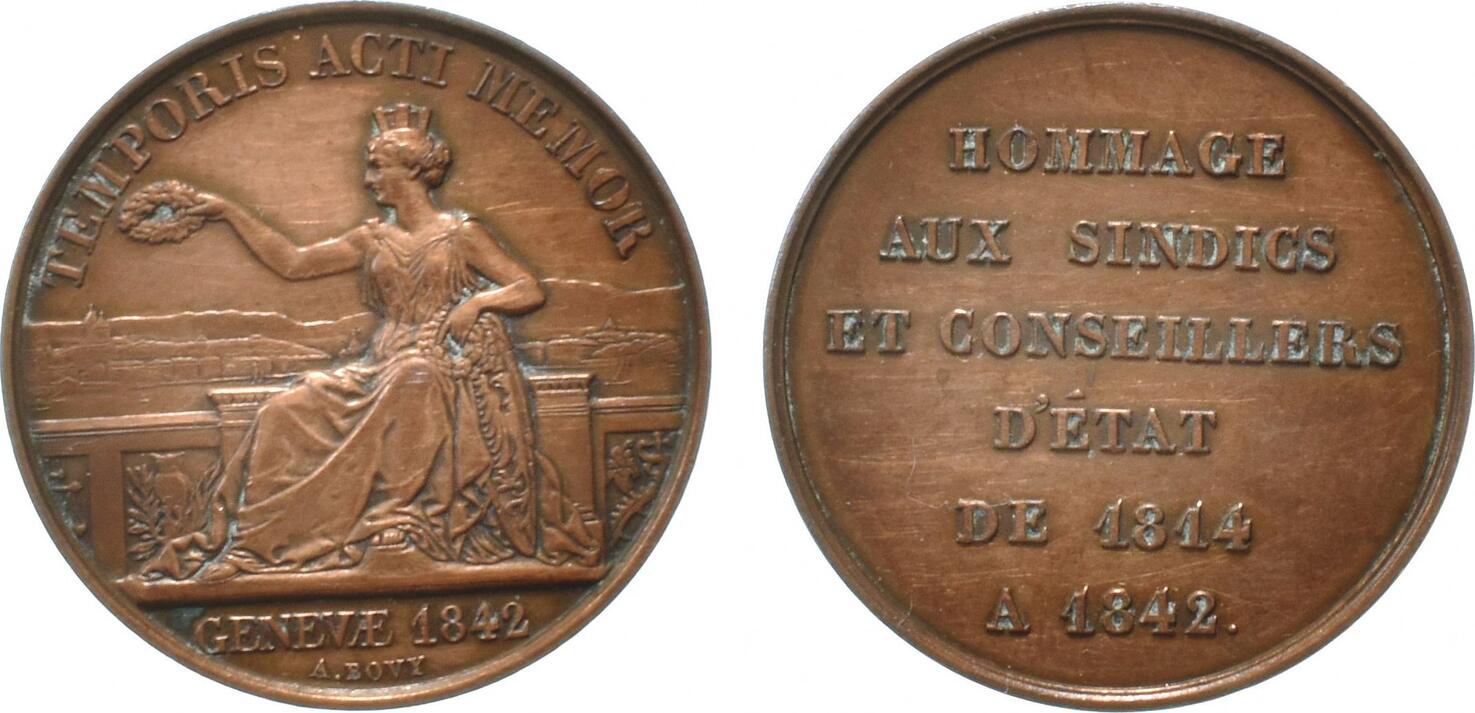 TEMPORIS ACTI MEMOR
GENEVÆ 1842
A. BOVY
HOMMAGE
AUX SINDICS
ET CONSEILLERS
D'ÉTAT
DE 1814
A 1842.